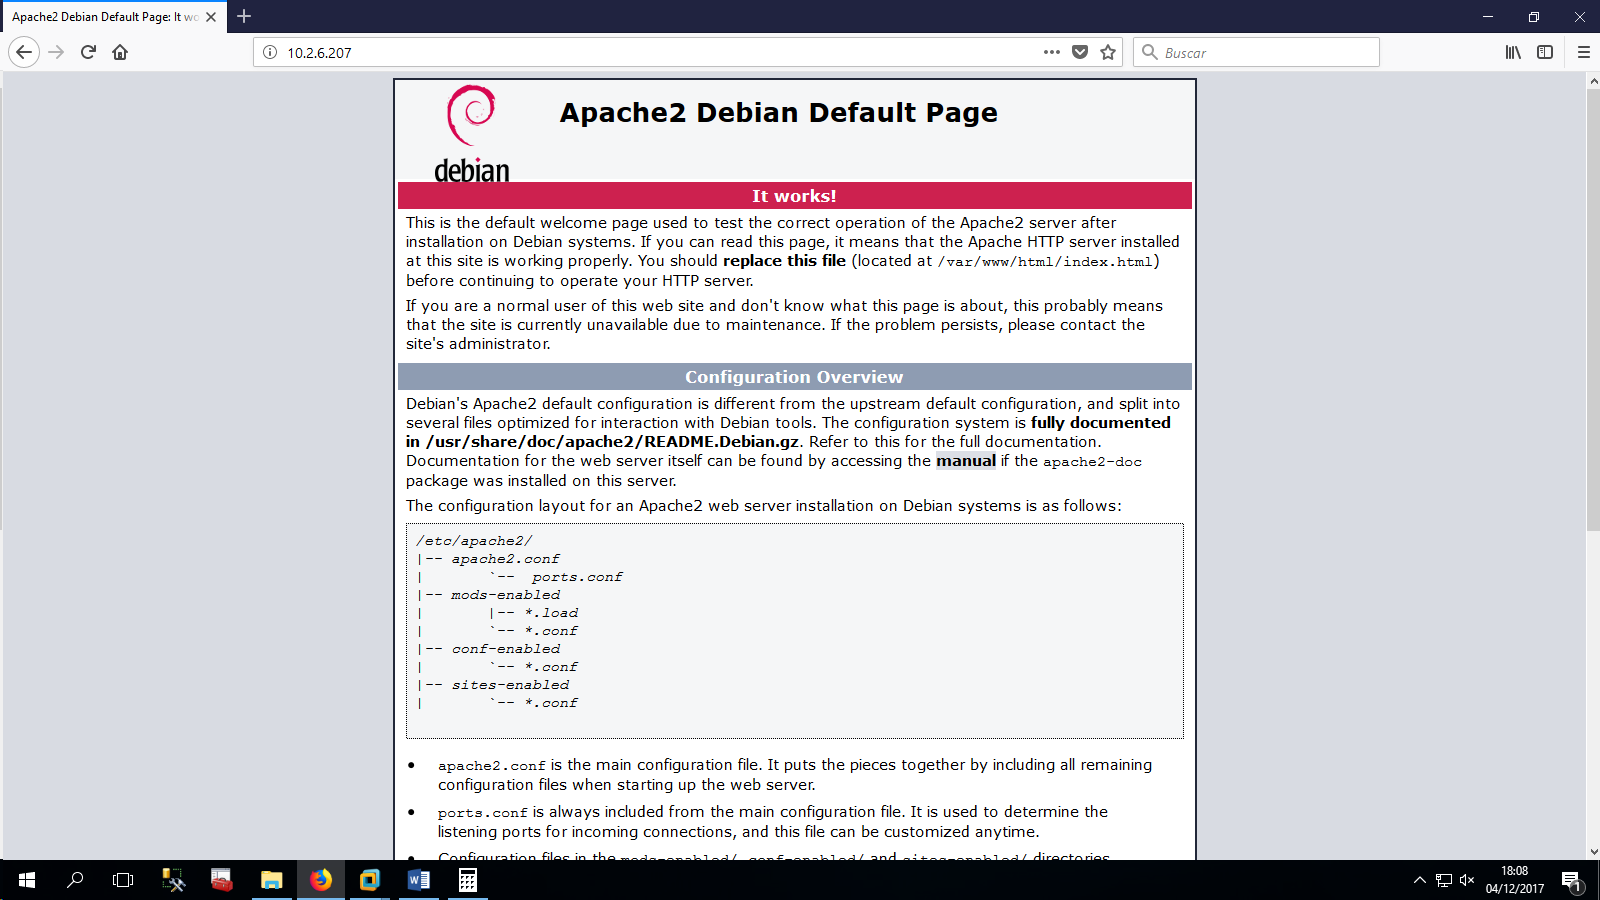 Apache2 Debian Default Page: It wo
10.2.6.207
Buscar
debian
Apache2 Debian Default Page
It works!
This is the default welcome page used to test the correct operation of the Apache2 server after
installation on Debian systems. If you can read this page, it means that the Apache HTTP server installed
at this site is working properly. You should replace this file (located at /var/www/html/index.html)
before continuing to operate your HTTP server.
If you are a normal user of this web site and don't know what this page is about, this probably means
that the site is currently unavailable due to maintenance. If the problem persists, please contact the
site's administrator.
Configuration Overview
Debian's Apache2 default configuration is different from the upstream default configuration, and split into
several files optimized for interaction with Debian tools. The configuration system is fully documented
in /usr/share/doc/apache2/README.Debian.gz. Refer to this for the full documentation.
Documentation for the web server itself can be found by accessing the manual if the apache2-doc
package was installed on this server.
The configuration layout for an Apache2 web server installation on Debian systems is as follows:
/etc/apache2/
|-- apache2.conf
|       `--  ports.conf
|-- mods-enabled
|       |-- *.load
|       `-- *.conf
|-- conf-enabled
|       `-- *.conf
|-- sites-enabled
|       `-- *.conf
• apache2.conf is the main configuration file. It puts the pieces together by including all remaining
configuration files when starting up the web server.
• ports.conf is always included from the main configuration file. It is used to determine the
listening ports for incoming connections, and this file can be customized anytime.
• Configuration files in the mods-enabled/, conf-enabled/ and sites-enabled/ directories
18:08
04/12/2017
1